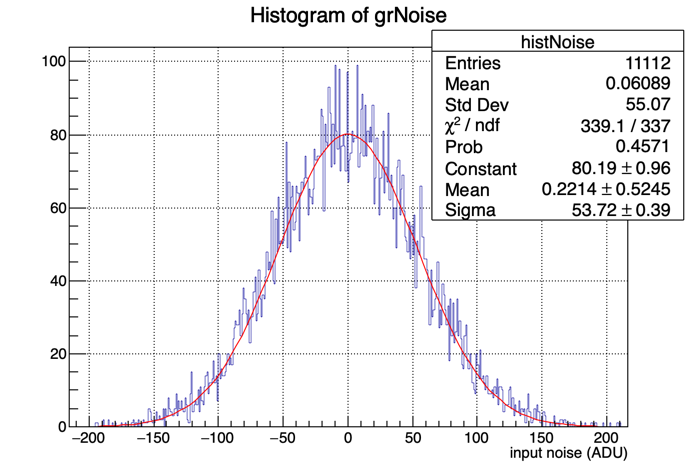 Histogram of grNoise
histNoise
Entries 11112
Mean 0.06089
Std Dev 55.07
χ² / ndf 339.1 / 337
Prob 0.4571
Constant 80.19 ± 0.96
Mean 0.2214 ± 0.5245
Sigma 53.72 ± 0.39
100
80
60
40
20
0
−200 −150 −100 −50 0 50 100 150 200
input noise (ADU)